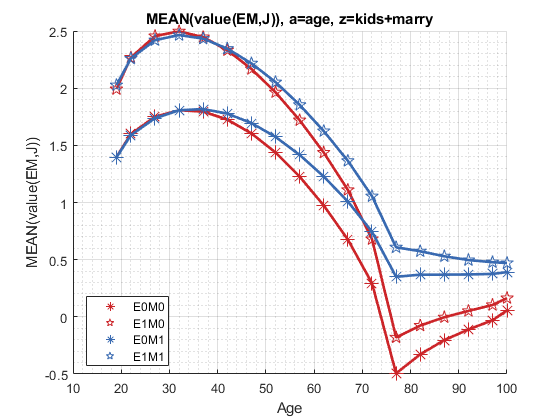 MEAN(value(EM,J)), a=age, z=kids+marry
2.5
2
1.5
1
0.5
0
-0.5
MEAN(value(EM,J))
E0M0
E1M0
E0M1
E1M1
10 20 30 40 50 60 70 80 90 100
Age